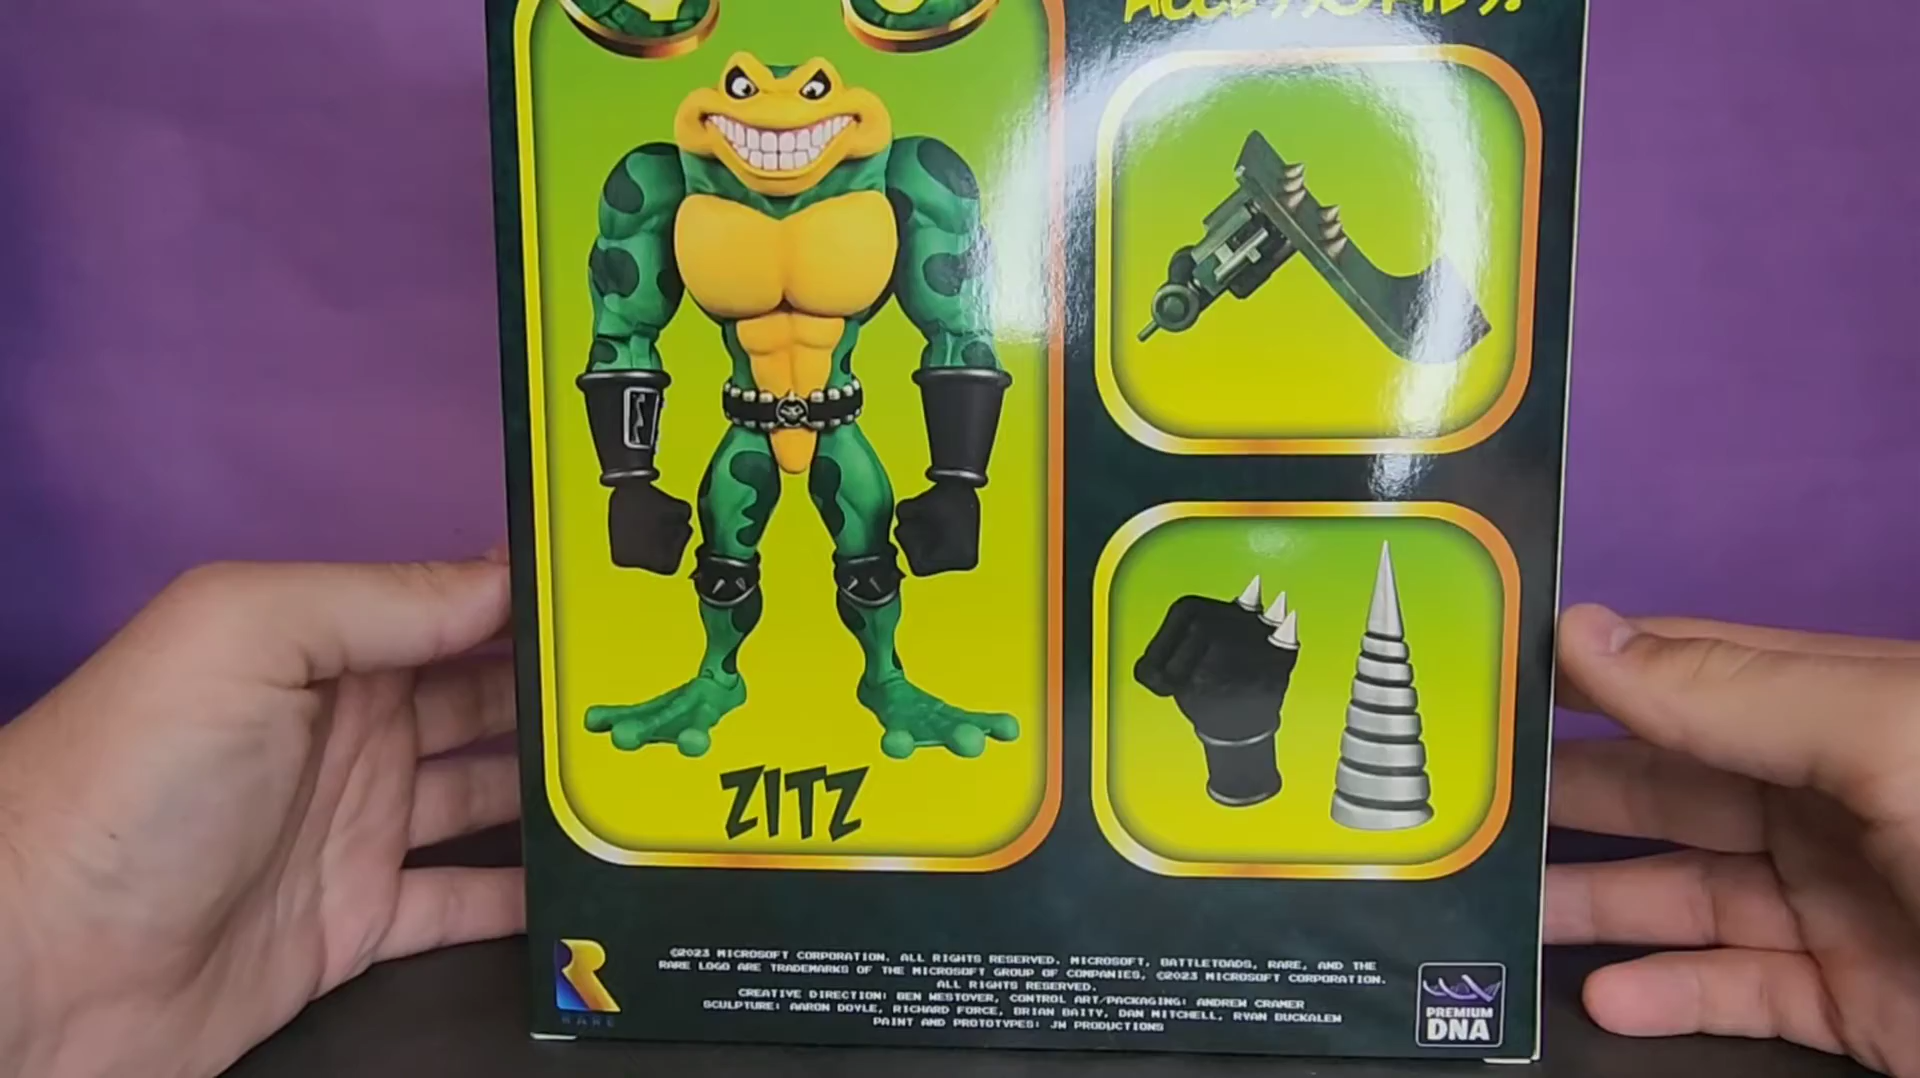 ACCESSORIES!
ZITZ
RARE
©2023 MICROSOFT CORPORATION. ALL RIGHTS RESERVED. MICROSOFT, BATTLETOADS, RARE, AND THE
RARE LOGO ARE TRADEMARKS OF THE MICROSOFT GROUP OF COMPANIES, ©2023 MICROSOFT CORPORATION.
ALL RIGHTS RESERVED.
CREATIVE DIRECTION: BEN WESTOVER, CONTROL ART/PACKAGING: ANDREW CRAMER
SCULPTURE: AARON DOYLE, RICHARD FORCE, BRIAN BAITY, DAN MITCHELL, RYAN BUCKALEW
PAINT AND PROTOTYPES: JW PRODUCTIONS
PREMIUM
DNA